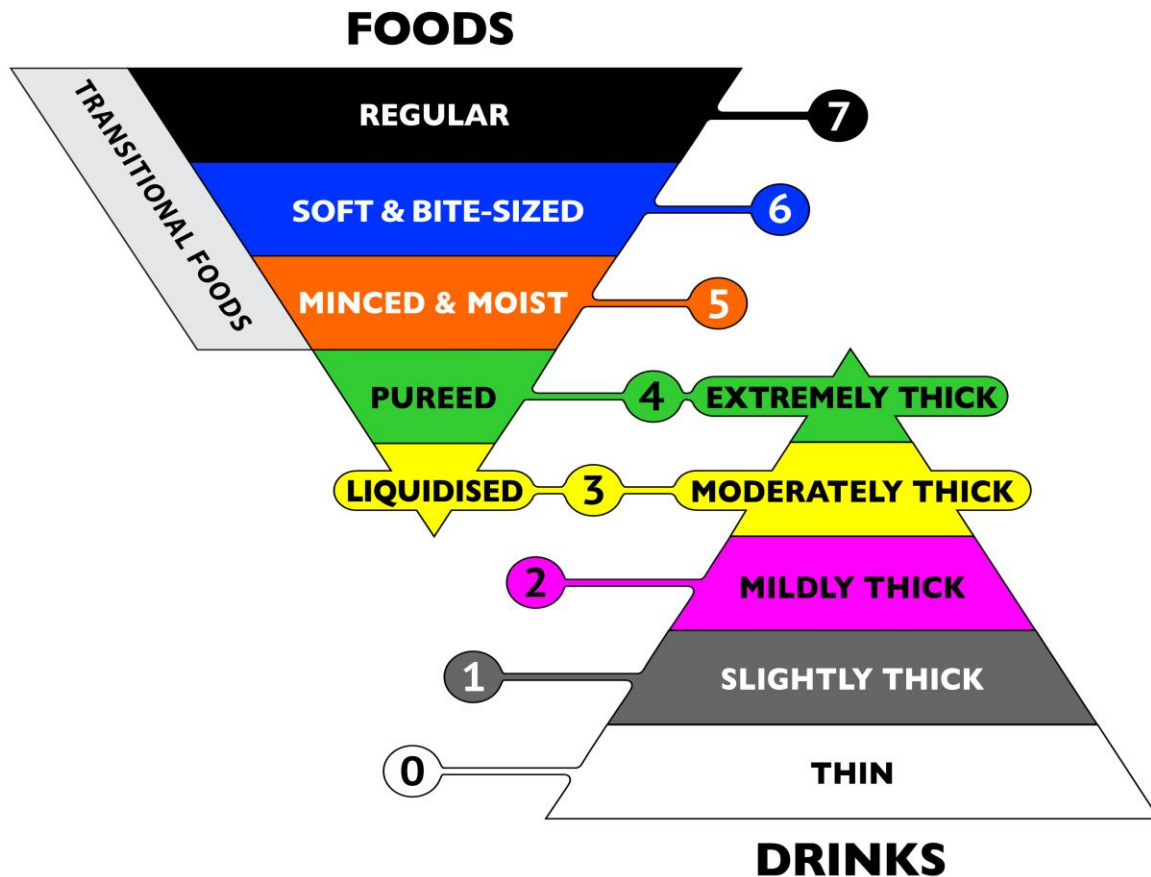 FOODS
TRANSITIONAL FOODS
REGULAR
7
SOFT & BITE-SIZED
6
MINCED & MOIST
5
PUREED
4
EXTREMELY THICK
LIQUIDISED
3
MODERATELY THICK
2
MILDLY THICK
1
SLIGHTLY THICK
0
THIN
DRINKS